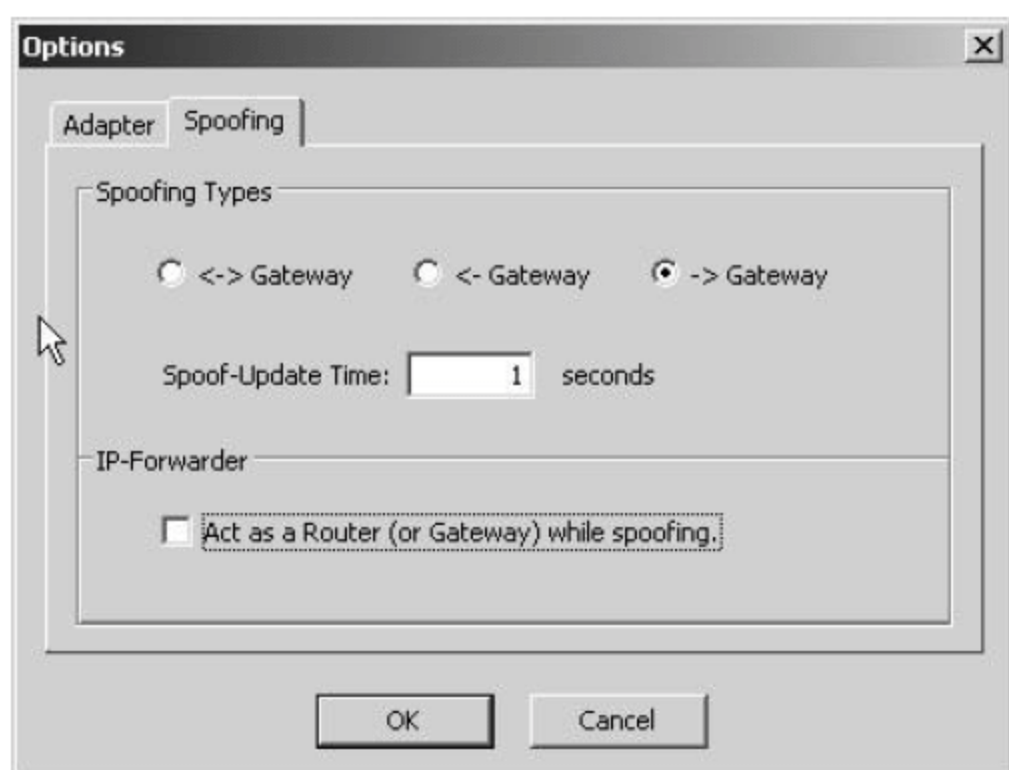 Options
Adapter Spoofing
Spoofing Types
<-> Gateway <- Gateway -> Gateway
Spoof-Update Time: 1 seconds
IP-Forwarder
Act as a Router (or Gateway) while spoofing.
OK Cancel